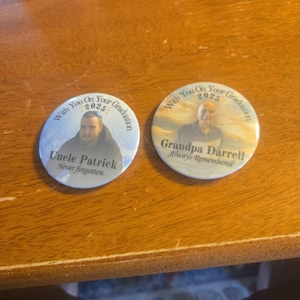 With You On Your Graduation
2025
Uncle Patrick
Never forgotten
With You On Your Graduation
2025
Grandpa Darrell
Always Remembered